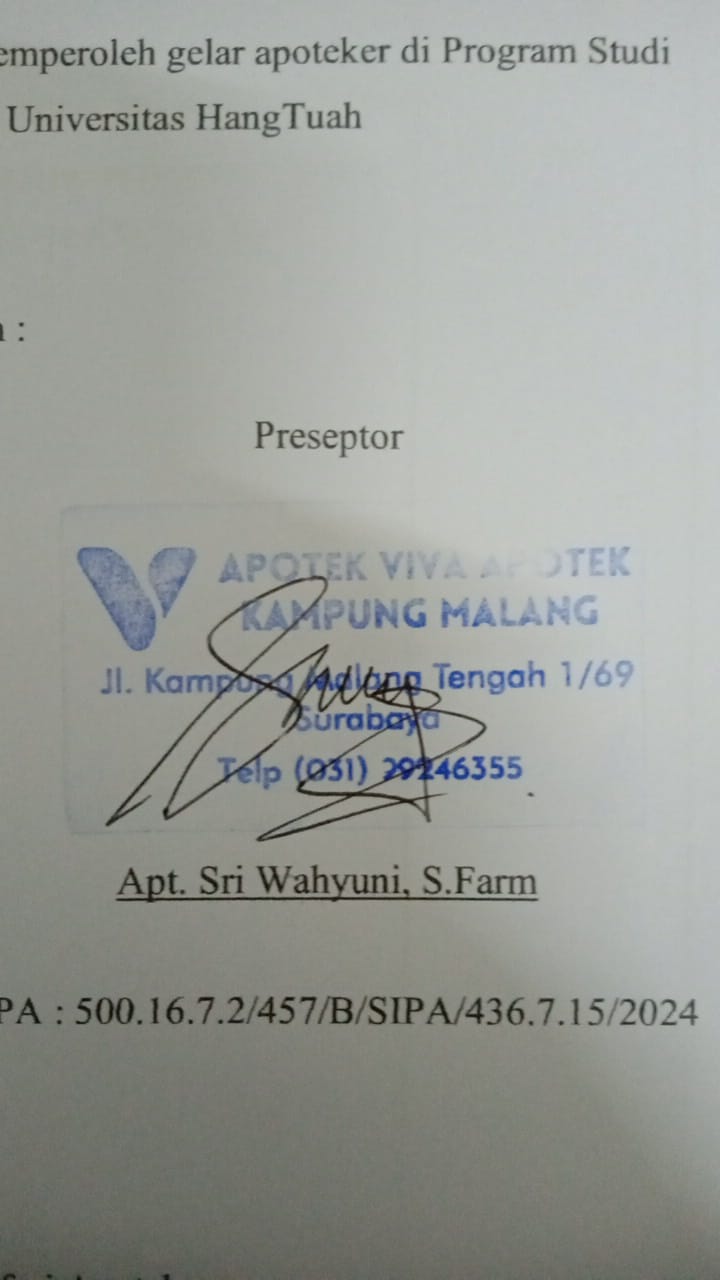 emperoleh gelar apoteker di Program Studi
Universitas HangTuah
:
Preseptor
APOTEK VIVA APOTEK
KAMPUNG MALANG
Jl. Kampung Malang Tengah 1/69
Surabaya
Telp (031) 29246355
Apt. Sri Wahyuni, S.Farm
PA : 500.16.7.2/457/B/SIPA/436.7.15/2024